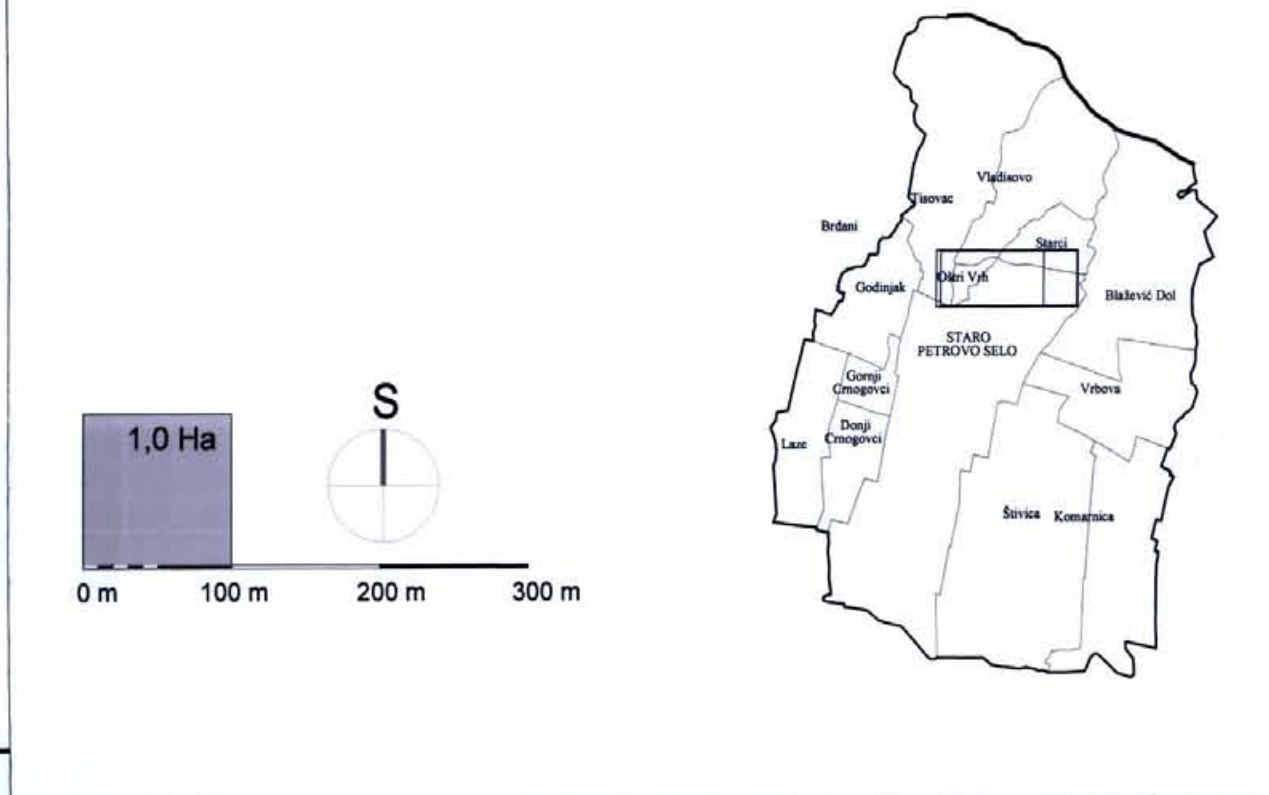 1,0 Ha
S
0 m
100 m
200 m
300 m
Vladisovo
Tisovac
Brđani
Starci
Oštri Vrh
Godinjak
Blažević Dol
STARO
PETROVO SELO
Gornji
Crnogovci
Vrbova
Donji
Crnogovci
Laze
Štivica
Komarnica